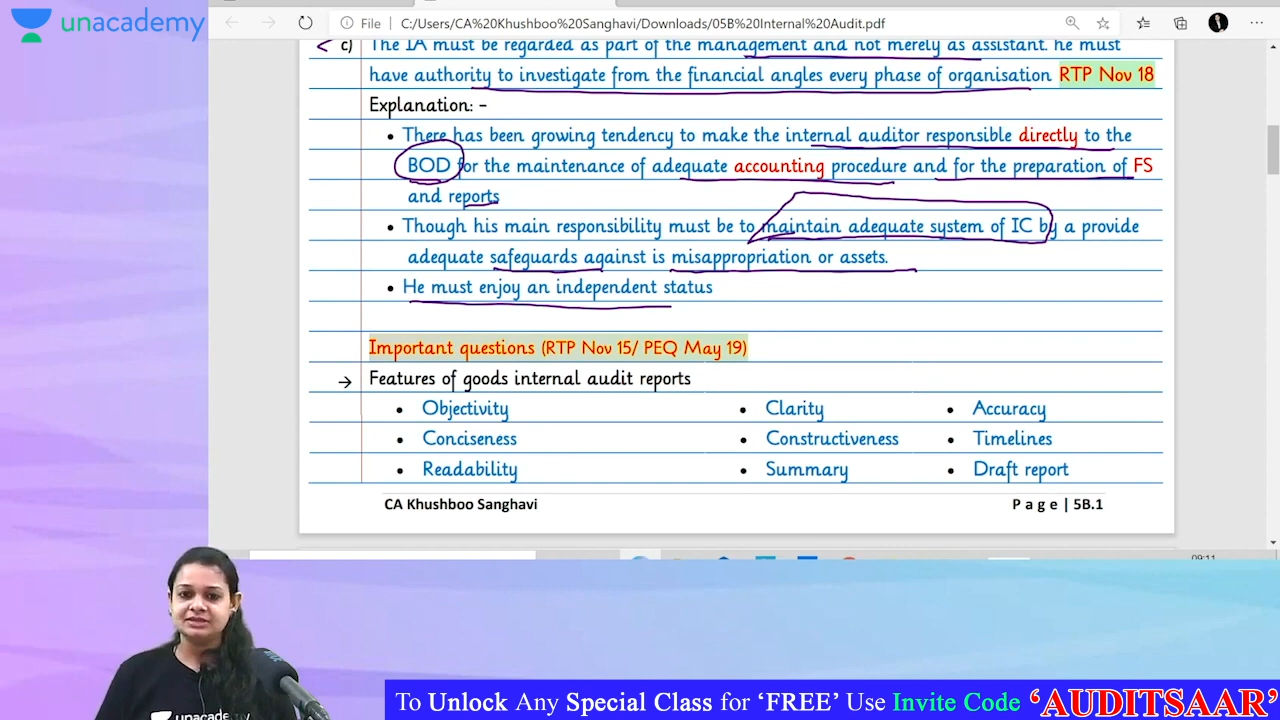 unacademy
File
C:/Users/CA%20Khushboo%20Sanghavi/Downloads/05B%20Internal%20Audit.pdf
c) The IA must be regarded as part of the management and not merely as assistant. he must
have authority to investigate from the financial angles every phase of organisation RTP Nov 18
Explanation: -
• There has been growing tendency to make the internal auditor responsible directly to the
BOD for the maintenance of adequate accounting procedure and for the preparation of FS
and reports
• Though his main responsibility must be to maintain adequate system of IC by a provide
adequate safeguards against is misappropriation or assets.
• He must enjoy an independent status
Important questions (RTP Nov 15/ PEQ May 19)
→ Features of goods internal audit reports
• Objectivity • Clarity • Accuracy
• Conciseness • Constructiveness • Timelines
• Readability • Summary • Draft report
CA Khushboo Sanghavi Page | 5B.1
09:11
unacademy
To Unlock Any Special Class for ‘FREE’ Use Invite Code ‘AUDITSAAR’